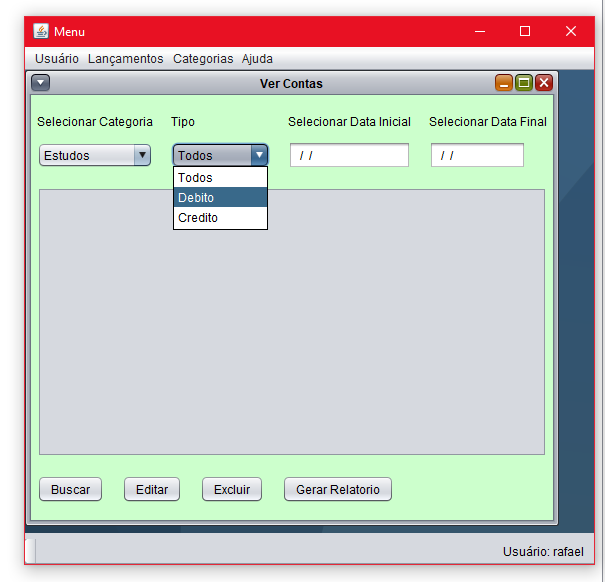 Menu
Usuário Lançamentos Categorias Ajuda
Ver Contas
Selecionar Categoria Tipo Selecionar Data Inicial Selecionar Data Final
Estudos Todos / / / /
Todos
Debito
Credito
Buscar Editar Excluir Gerar Relatorio
Usuário: rafael